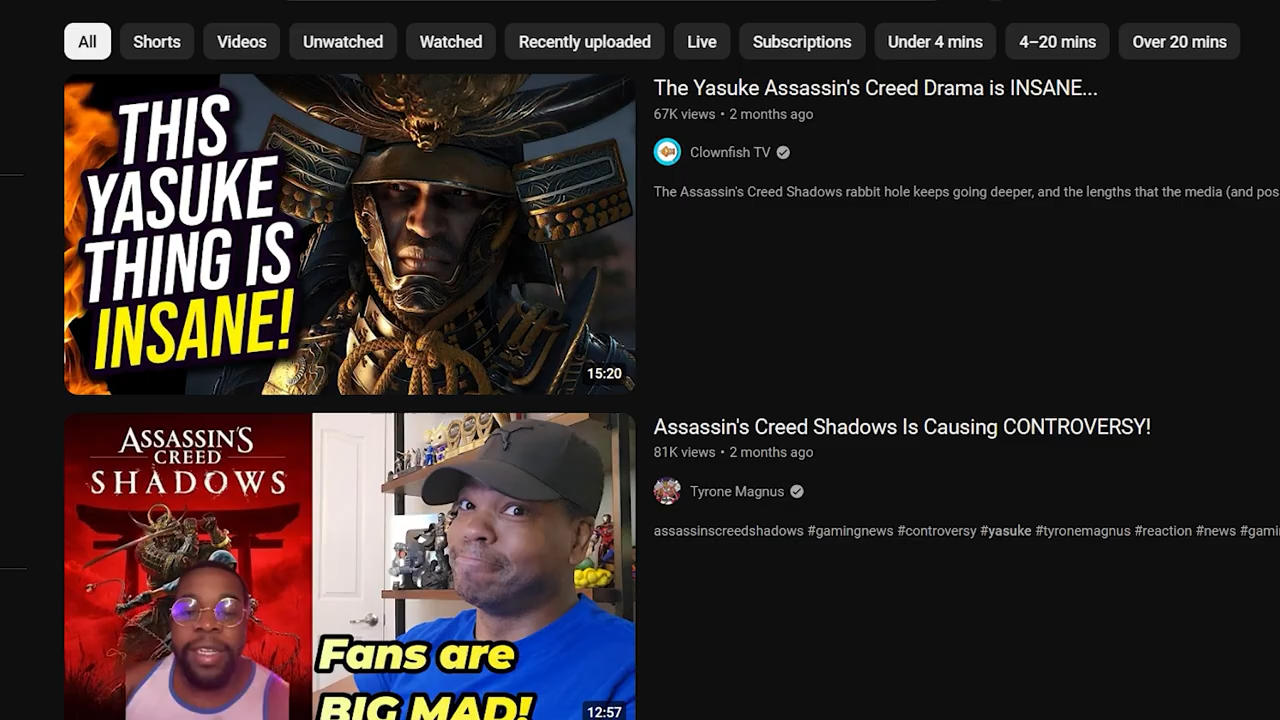 All
Shorts
Videos
Unwatched
Watched
Recently uploaded
Live
Subscriptions
Under 4 mins
4–20 mins
Over 20 mins
THIS
YASUKE
THING IS
INSANE!
15:20
The Yasuke Assassin's Creed Drama is INSANE...
67K views • 2 months ago
Clownfish TV
The Assassin's Creed Shadows rabbit hole keeps going deeper, and the lengths that the media (and pos
ASSASSIN'S
CREED
SHADOWS
Fans are
BIG MAD!
12:57
Assassin's Creed Shadows Is Causing CONTROVERSY!
81K views • 2 months ago
Tyrone Magnus
assassinscreedshadows #gamingnews #controversy #yasuke #tyronemagnus #reaction #news #gami